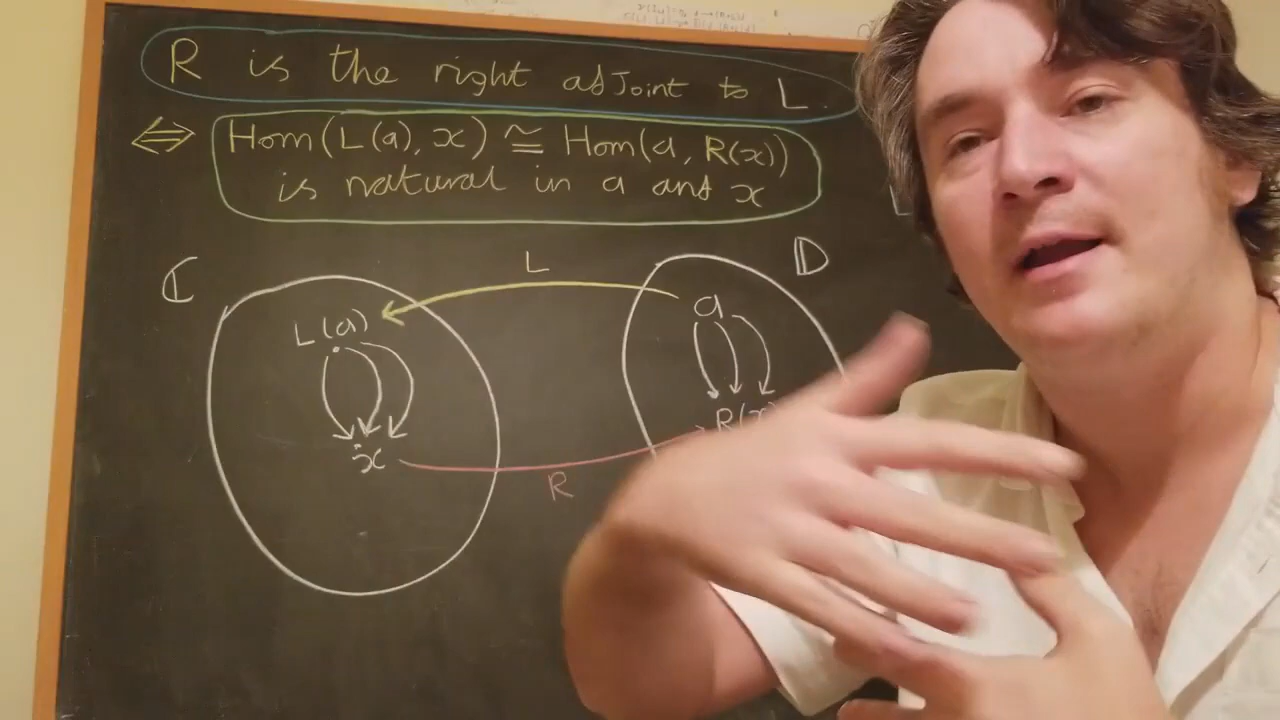 R is the right adjoint to L.
⇔ Hom(L(a), x) ≅ Hom(a, R(x))
is natural in a and x
ℂ
L
𝔻
L(a)
a
x
R(x)
R
L